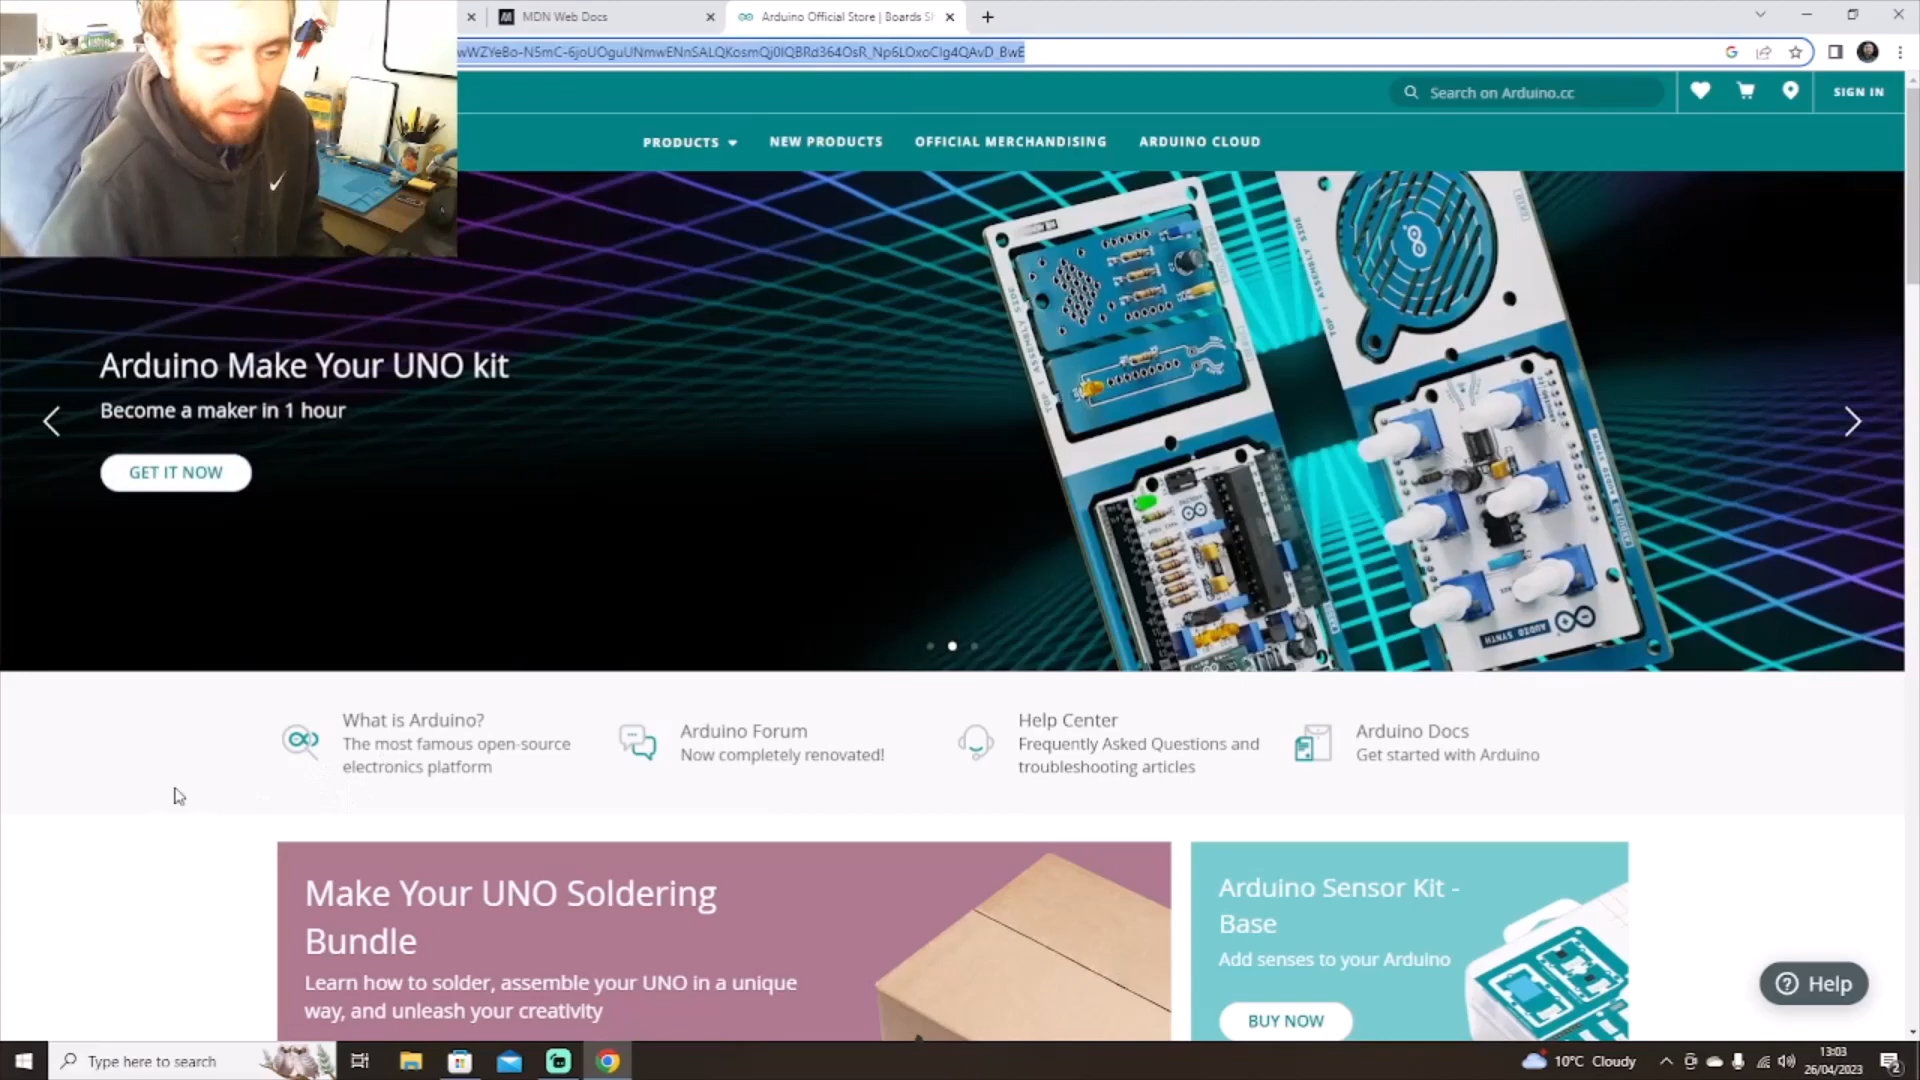 MDN Web Docs
Arduino Official Store | Boards S
wWZYeBo-N5mC-6joUOguUNmwENnSALQKosmQj0IQBRd364OsR_Np6LOxoCIg4QAvD_BwE
Search on Arduino.cc
SIGN IN
PRODUCTS
NEW PRODUCTS
OFFICIAL MERCHANDISING
ARDUINO CLOUD
Arduino Make Your UNO kit
Become a maker in 1 hour
GET IT NOW
AUDIO SYNTH
What is Arduino?
The most famous open-source
electronics platform
Arduino Forum
Now completely renovated!
Help Center
Frequently Asked Questions and
troubleshooting articles
Arduino Docs
Get started with Arduino
Make Your UNO Soldering
Bundle
Learn how to solder, assemble your UNO in a unique
way, and unleash your creativity
Arduino Sensor Kit -
Base
Add senses to your Arduino
BUY NOW
Help
Type here to search
10°C Cloudy
13:03
26/04/2023
2